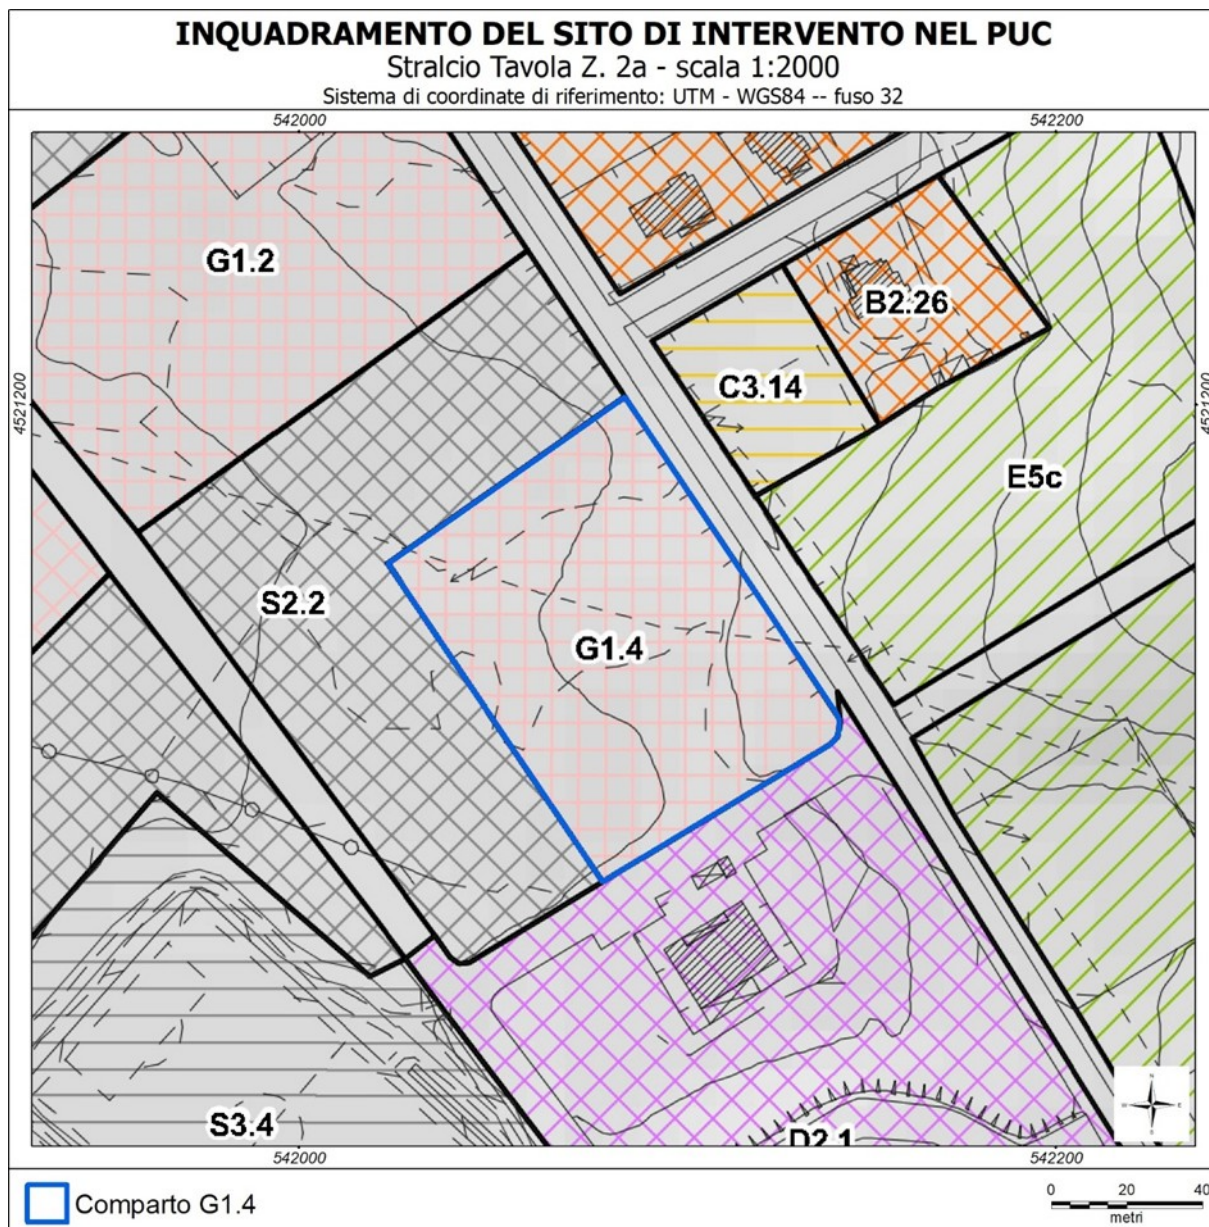 INQUADRAMENTO DEL SITO DI INTERVENTO NEL PUC
Stralcio Tavola Z. 2a - scala 1:2000
Sistema di coordinate di riferimento: UTM - WGS84 -- fuso 32
542000
542200
G1.2
B2.26
C3.14
4521200
4521200
E5c
S2.2
G1.4
S3.4
D2.1
N
W
E
S
542000
542200
Comparto G1.4
0 20 40
metri